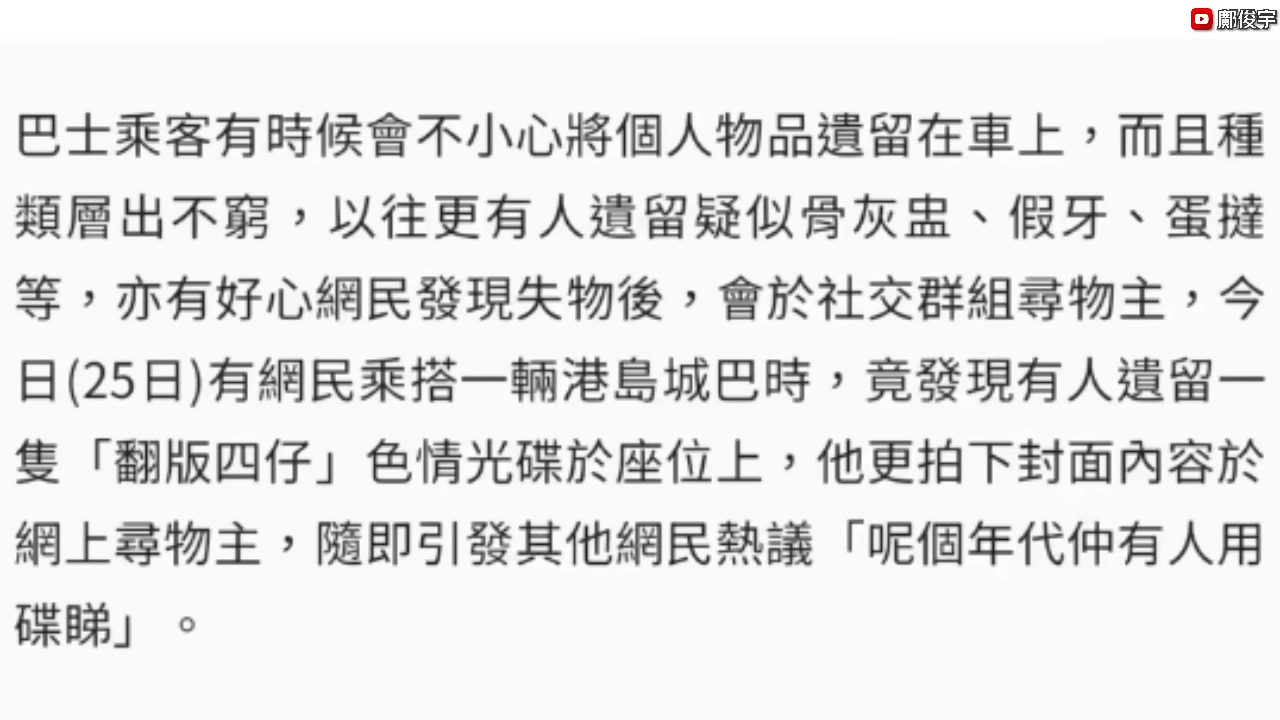 鄺俊宇
巴士乘客有時候會不小心將個人物品遺留在車上，而且種
類層出不窮，以往更有人遺留疑似骨灰盅、假牙、蛋撻
等，亦有好心網民發現失物後，會於社交群組尋物主，今
日(25日)有網民乘搭一輛港島城巴時，竟發現有人遺留一
隻「翻版四仔」色情光碟於座位上，他更拍下封面內容於
網上尋物主，隨即引發其他網民熱議「呢個年代仲有人用
碟睇」。